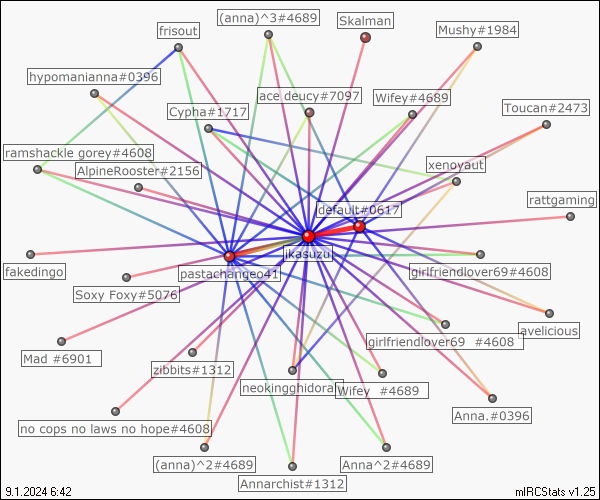 (anna)^3#4689
Skalman
frisout
Mushy#1984
hypomanianna#0396
ace deucy#7097
Wifey#4689
Cypha#1717
Toucan#2473
ramshackle gorey#4608
AlpineRooster#2156
xenoyaut
rattgaming
default#0617
jkasuzu]
pastachangeo41
fakedingo
girlfriendlover69#4608
Soxy Foxy#5076
avelicious
girlfriendlover69 #4608
Mad #6901
zibbits#1312
neokingghidora
Wifey #4689
Anna.#0396
no cops no laws no hope#4608
(anna)^2#4689
Anna^2#4689
Annarchist#1312
9.1.2024 6:42
mIRCStats v1.25